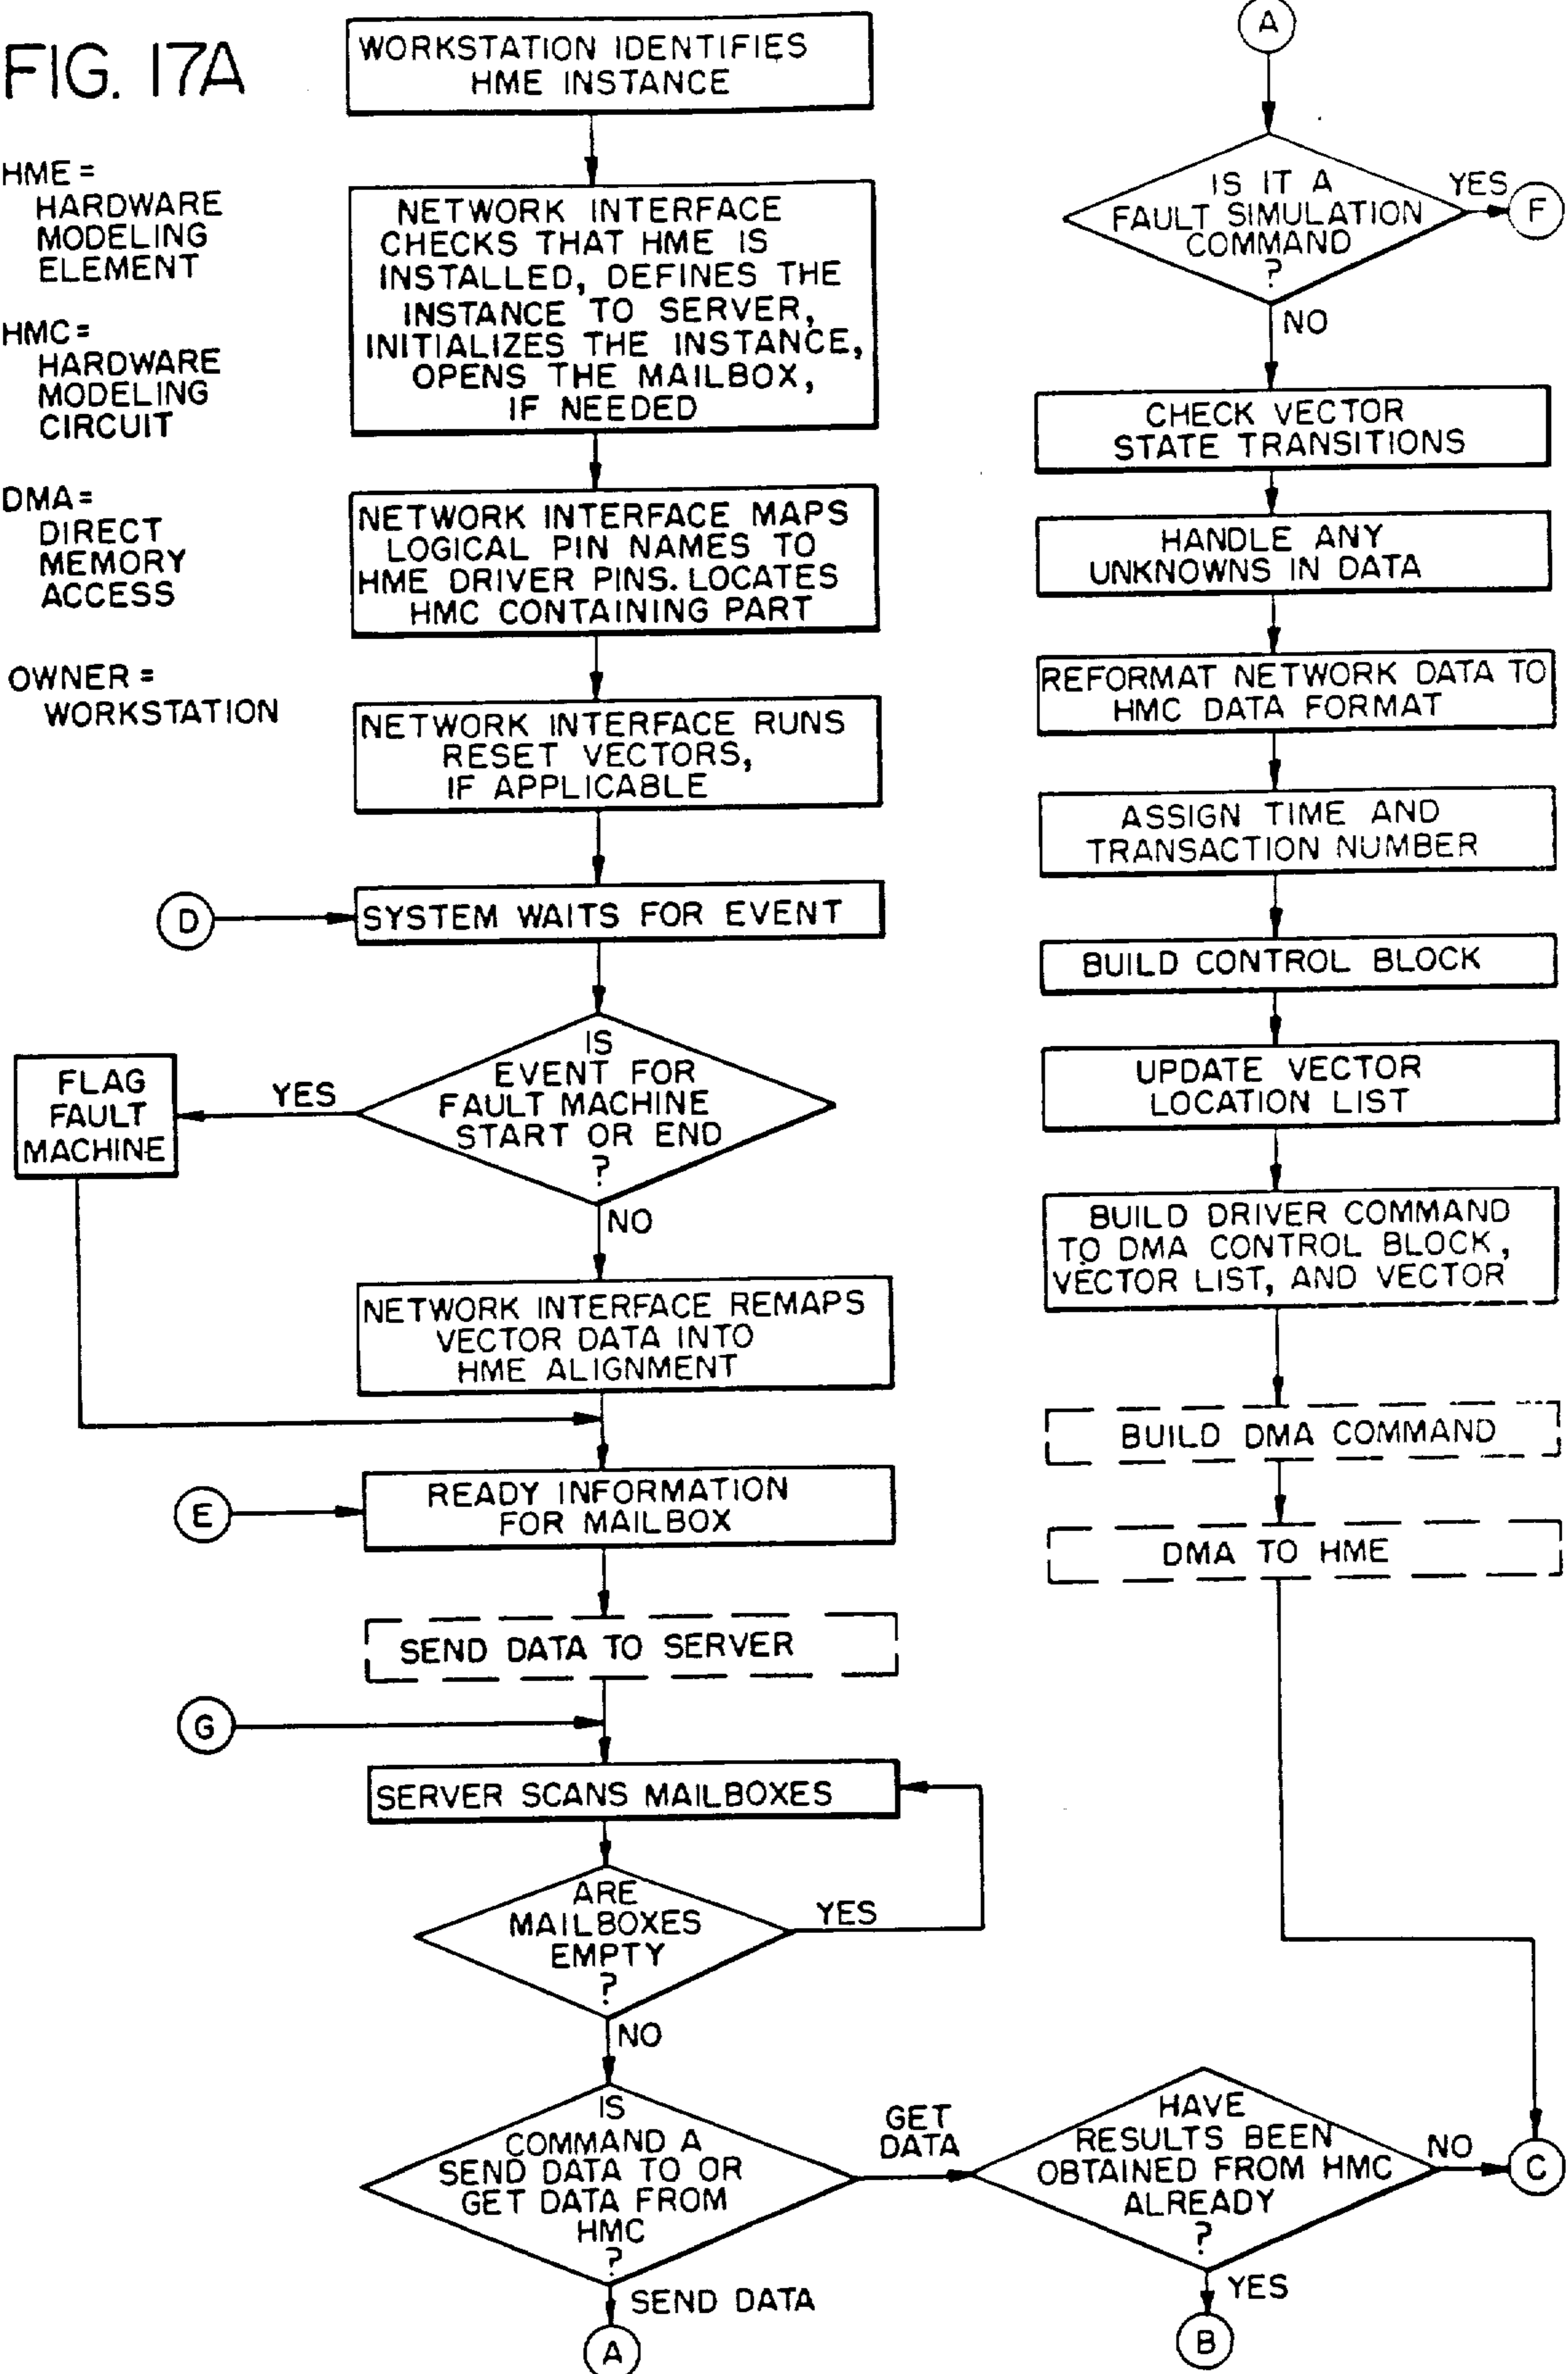 FIG. 17A
HME =
HARDWARE
MODELING
ELEMENT
HMC =
HARDWARE
MODELING
CIRCUIT
DMA =
DIRECT
MEMORY
ACCESS
OWNER =
WORKSTATION
WORKSTATION IDENTIFIES
HME INSTANCE
NETWORK INTERFACE
CHECKS THAT HME IS
INSTALLED, DEFINES THE
INSTANCE TO SERVER,
INITIALIZES THE INSTANCE,
OPENS THE MAILBOX,
IF NEEDED
NETWORK INTERFACE MAPS
LOGICAL PIN NAMES TO
HME DRIVER PINS. LOCATES
HMC CONTAINING PART
NETWORK INTERFACE RUNS
RESET VECTORS,
IF APPLICABLE
D
SYSTEM WAITS FOR EVENT
IS
EVENT FOR
FAULT MACHINE
START OR END
?
YES
FLAG
FAULT
MACHINE
NO
NETWORK INTERFACE REMAPS
VECTOR DATA INTO
HME ALIGNMENT
E
READY INFORMATION
FOR MAILBOX
SEND DATA TO SERVER
G
SERVER SCANS MAILBOXES
ARE
MAILBOXES
EMPTY
?
YES
NO
IS
COMMAND A
SEND DATA TO OR
GET DATA FROM
HMC
?
SEND DATA
A
GET
DATA
HAVE
RESULTS BEEN
OBTAINED FROM HMC
ALREADY
?
NO
C
YES
B
A
IS IT A
FAULT SIMULATION
COMMAND
?
YES
F
NO
CHECK VECTOR
STATE TRANSITIONS
HANDLE ANY
UNKNOWNS IN DATA
REFORMAT NETWORK DATA TO
HMC DATA FORMAT
ASSIGN TIME AND
TRANSACTION NUMBER
BUILD CONTROL BLOCK
UPDATE VECTOR
LOCATION LIST
BUILD DRIVER COMMAND
TO DMA CONTROL BLOCK,
VECTOR LIST, AND VECTOR
BUILD DMA COMMAND
DMA TO HME